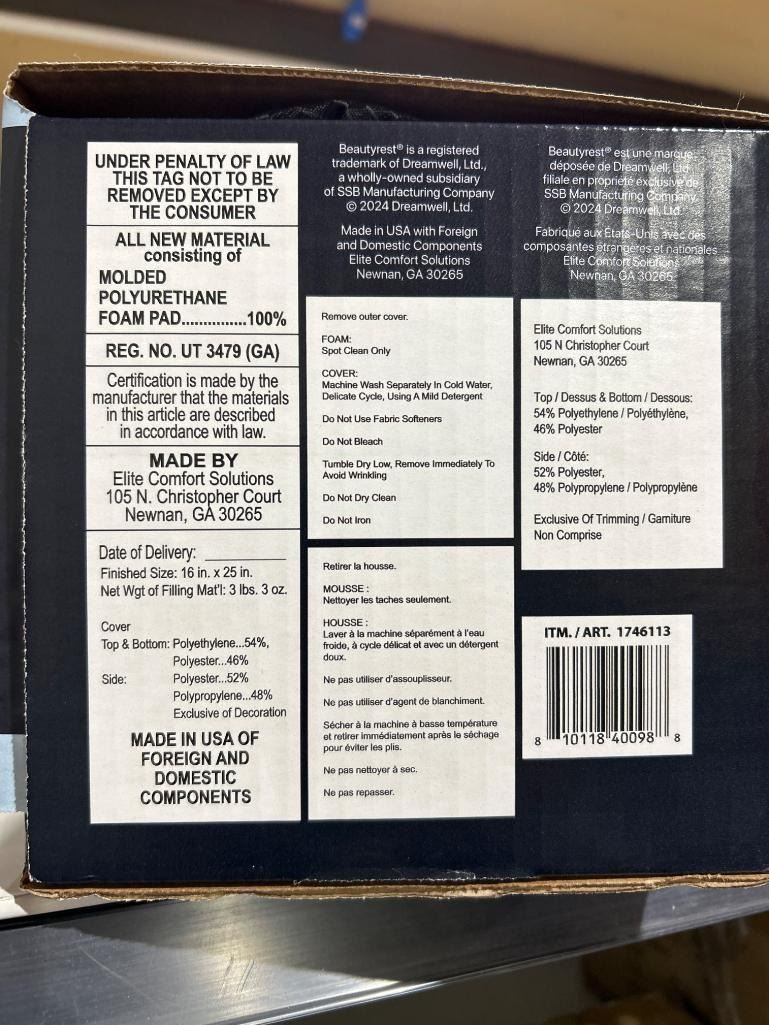 UNDER PENALTY OF LAW
THIS TAG NOT TO BE
REMOVED EXCEPT BY
THE CONSUMER
ALL NEW MATERIAL
consisting of
MOLDED
POLYURETHANE
FOAM PAD...............100%
REG. NO. UT 3479 (GA)
Certification is made by the
manufacturer that the materials
in this article are described
in accordance with law.
MADE BY
Elite Comfort Solutions
105 N. Christopher Court
Newnan, GA 30265
Date of Delivery: ____________
Finished Size: 16 in. x 25 in.
Net Wgt of Filling Mat'l: 3 lbs. 3 oz.
Cover
Top & Bottom: Polyethylene...54%,
Polyester...46%
Side: Polyester...52%
Polypropylene...48%
Exclusive of Decoration
MADE IN USA OF
FOREIGN AND
DOMESTIC
COMPONENTS
Beautyrest® is a registered
trademark of Dreamwell, Ltd.,
a wholly-owned subsidiary
of SSB Manufacturing Company
© 2024 Dreamwell, Ltd.
Made in USA with Foreign
and Domestic Components
Elite Comfort Solutions
Newnan, GA 30265
Remove outer cover.
FOAM:
Spot Clean Only
COVER:
Machine Wash Separately In Cold Water,
Delicate Cycle, Using A Mild Detergent
Do Not Use Fabric Softeners
Do Not Bleach
Tumble Dry Low, Remove Immediately To
Avoid Wrinkling
Do Not Dry Clean
Do Not Iron
Retirer la housse.
MOUSSE :
Nettoyer les taches seulement.
HOUSSE :
Laver à la machine séparément à l'eau
froide, à cycle délicat et avec un détergent
doux.
Ne pas utiliser d'assouplisseur.
Ne pas utiliser d'agent de blanchiment.
Sécher à la machine à basse température
et retirer immédiatement après le séchage
pour éviter les plis.
Ne pas nettoyer à sec.
Ne pas repasser.
Beautyrest® est une marque
déposée de Dreamwell, Ltd.
filiale en propriété exclusive de
SSB Manufacturing Company
© 2024 Dreamwell, Ltd.
Fabriqué aux États-Unis avec des
composantes étrangères et nationales
Elite Comfort Solutions
Newnan, GA 30265
Elite Comfort Solutions
105 N Christopher Court
Newnan, GA 30265
Top / Dessus & Bottom / Dessous:
54% Polyethylene / Polyéthylène,
46% Polyester
Side / Côté:
52% Polyester,
48% Polypropylene / Polypropylène
Exclusive Of Trimming / Garniture
Non Comprise
ITM. / ART. 1746113
8 10118 40098 8